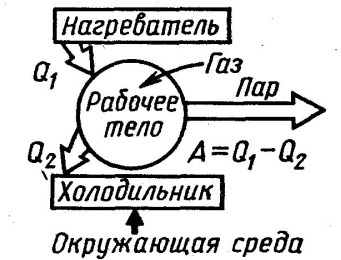 Нагреватель
Q₁
Газ
Рабочее
тело
Пар
Q₂
A = Q₁ – Q₂
Холодильник
Окружающая среда